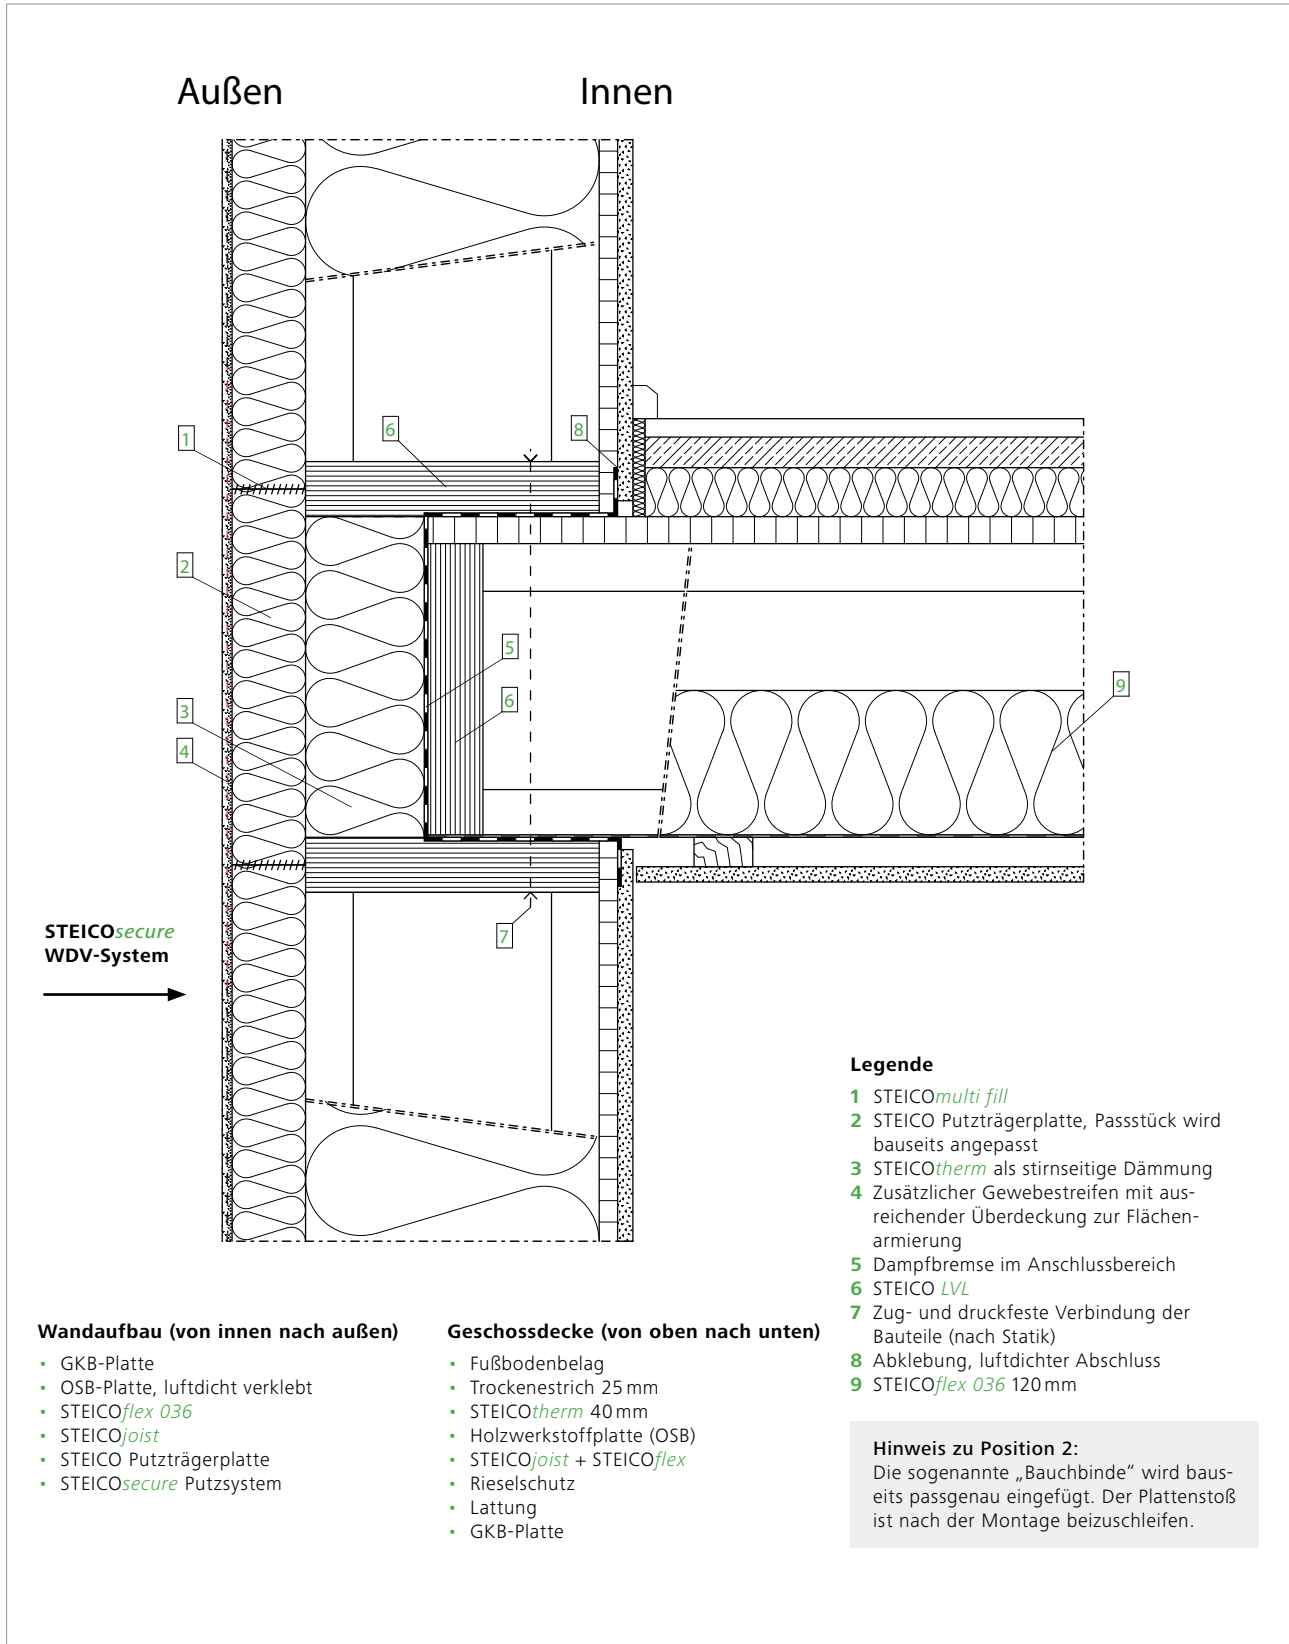 Außen
Innen
1
6
8
2
5
3
6
9
4
7
STEICOsecure
WDV-System
Legende
1 STEICOmulti fill
2 STEICO Putzträgerplatte, Passstück wird
bauseits angepasst
3 STEICOtherm als stirnseitige Dämmung
4 Zusätzlicher Gewebestreifen mit aus-
reichender Überdeckung zur Flächen-
armierung
5 Dampfbremse im Anschlussbereich
6 STEICO LVL
7 Zug- und druckfeste Verbindung der
Bauteile (nach Statik)
8 Abklebung, luftdichter Abschluss
9 STEICOflex 036 120 mm
Wandaufbau (von innen nach außen)
• GKB-Platte
• OSB-Platte, luftdicht verklebt
• STEICOflex 036
• STEICOjoist
• STEICO Putzträgerplatte
• STEICOsecure Putzsystem
Geschossdecke (von oben nach unten)
• Fußbodenbelag
• Trockenestrich 25 mm
• STEICOtherm 40 mm
• Holzwerkstoffplatte (OSB)
• STEICOjoist + STEICOflex
• Rieselschutz
• Lattung
• GKB-Platte
Hinweis zu Position 2:
Die sogenannte „Bauchbinde“ wird baus-
eits passgenau eingefügt. Der Plattenstoß
ist nach der Montage beizuschleifen.